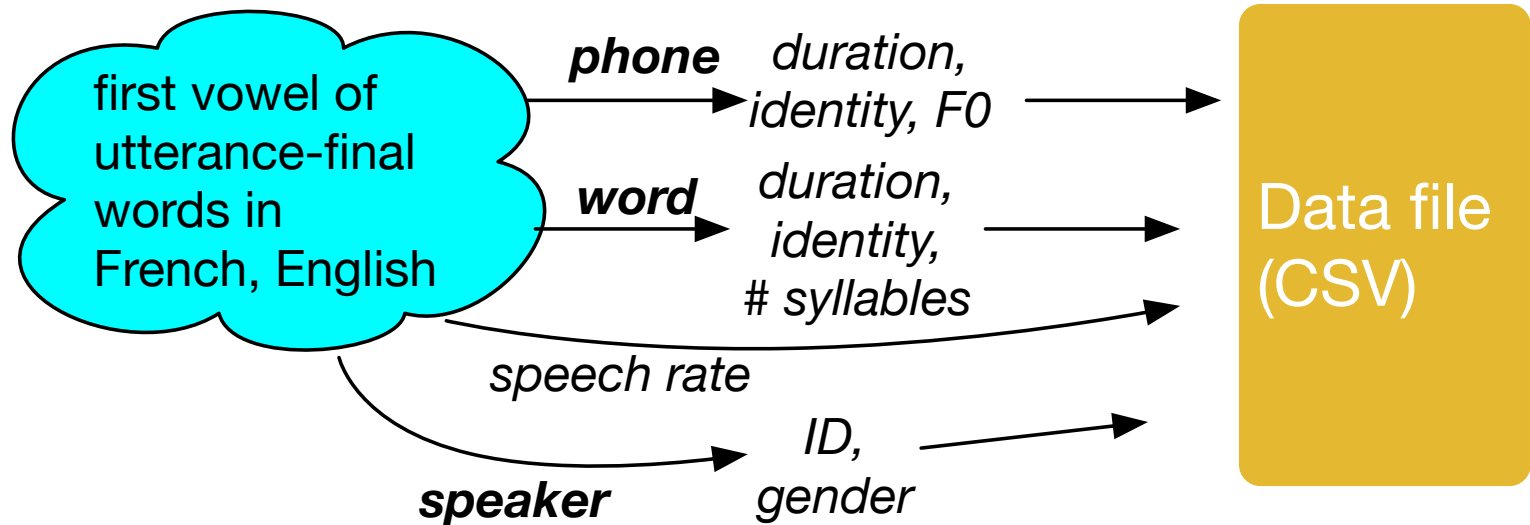 first vowel of
utterance-final
words in
French, English
phone
duration,
identity, F0
word
duration,
identity,
# syllables
speech rate
speaker
ID,
gender
Data file
(CSV)